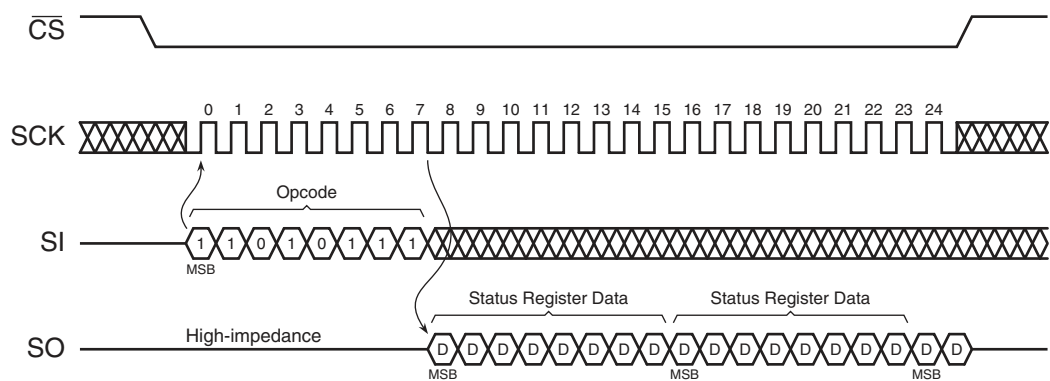 CS
0 1 2 3 4 5 6 7 8 9 10 11 12 13 14 15 16 17 18 19 20 21 22 23 24
SCK
Opcode
SI 1 1 0 1 0 1 1 1
MSB
Status Register Data Status Register Data
High-impedance
SO D D D D D D D D D D D D D D D D D D
MSB MSB MSB